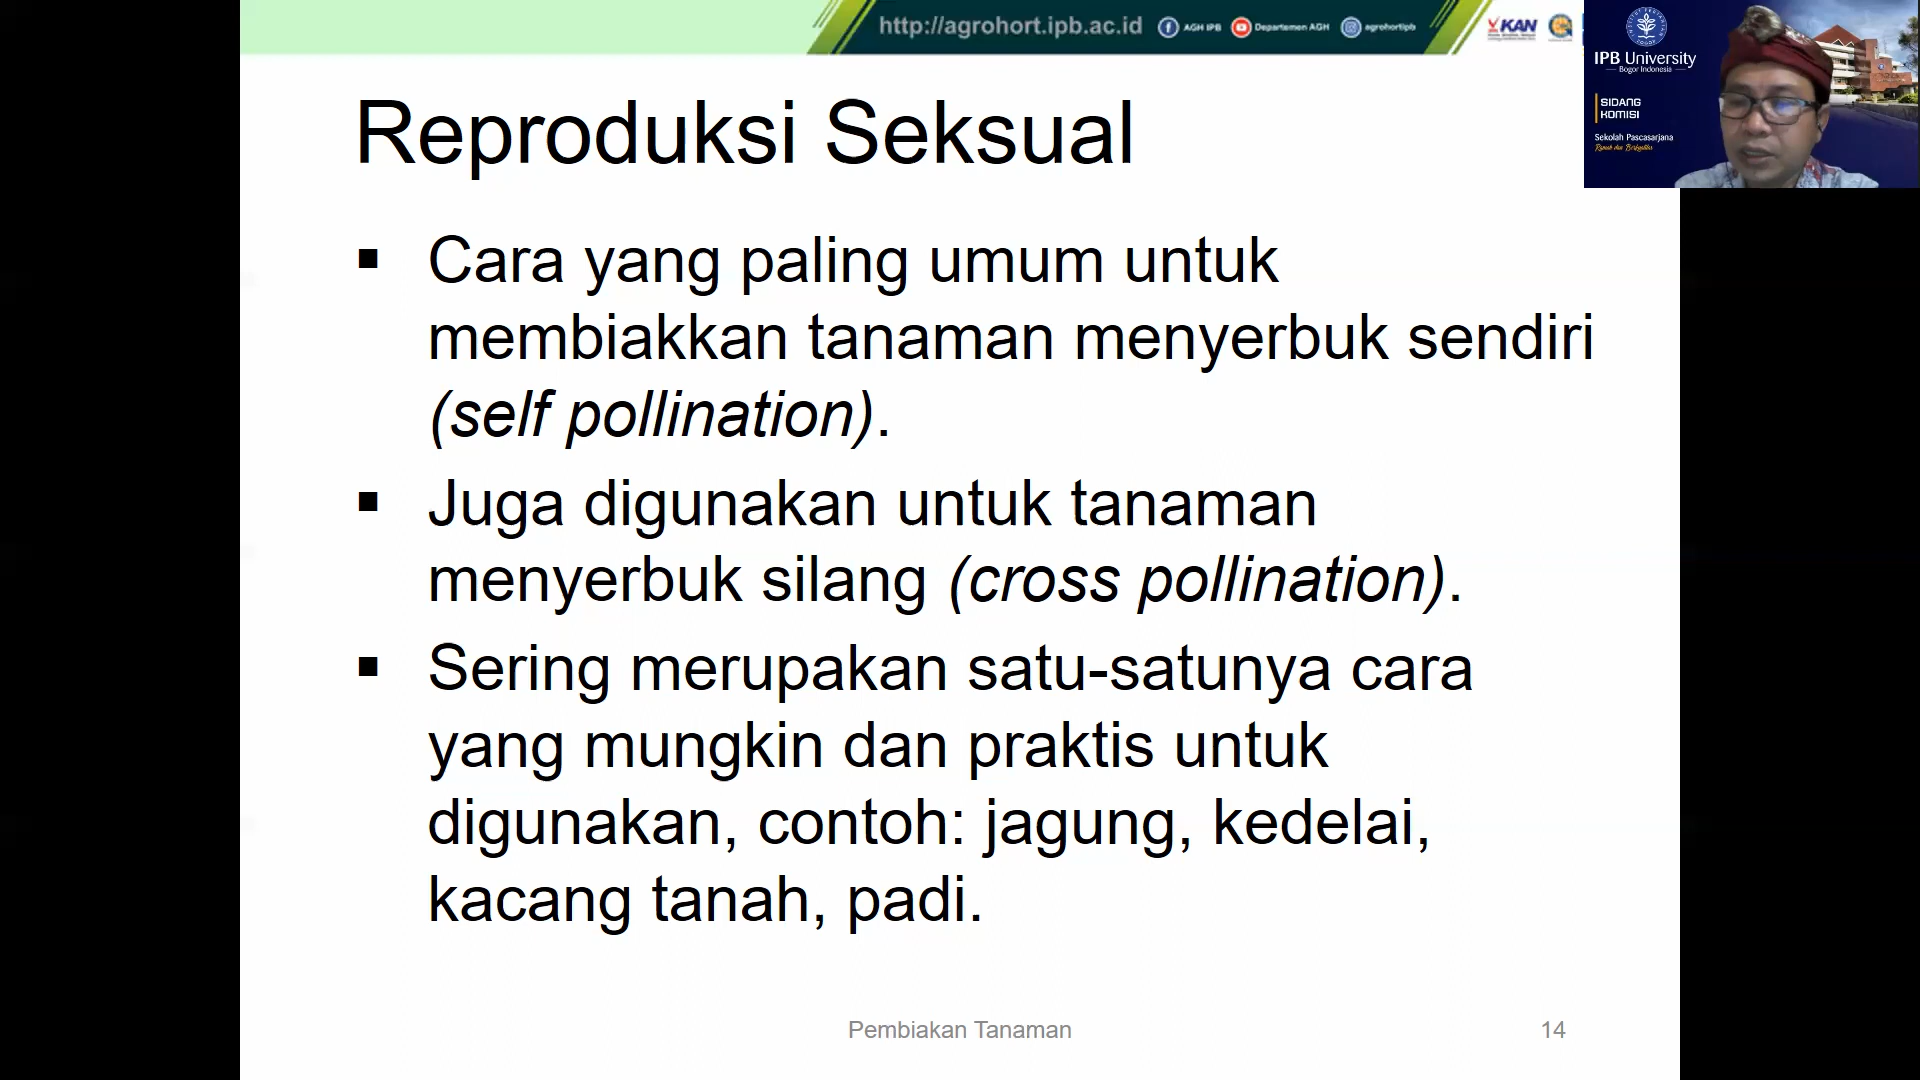 http://agrohort.ipb.ac.id
AGH IPB
Departemen AGH
agrohortipb
KAN
IPB University
Bogor Indonesia
SIDANG
KOMISI
Sekolah Pascasarjana
Reproduksi Seksual
▪ Cara yang paling umum untuk
membiakkan tanaman menyerbuk sendiri
(self pollination).
▪ Juga digunakan untuk tanaman
menyerbuk silang (cross pollination).
▪ Sering merupakan satu-satunya cara
yang mungkin dan praktis untuk
digunakan, contoh: jagung, kedelai,
kacang tanah, padi.
Pembiakan Tanaman
14